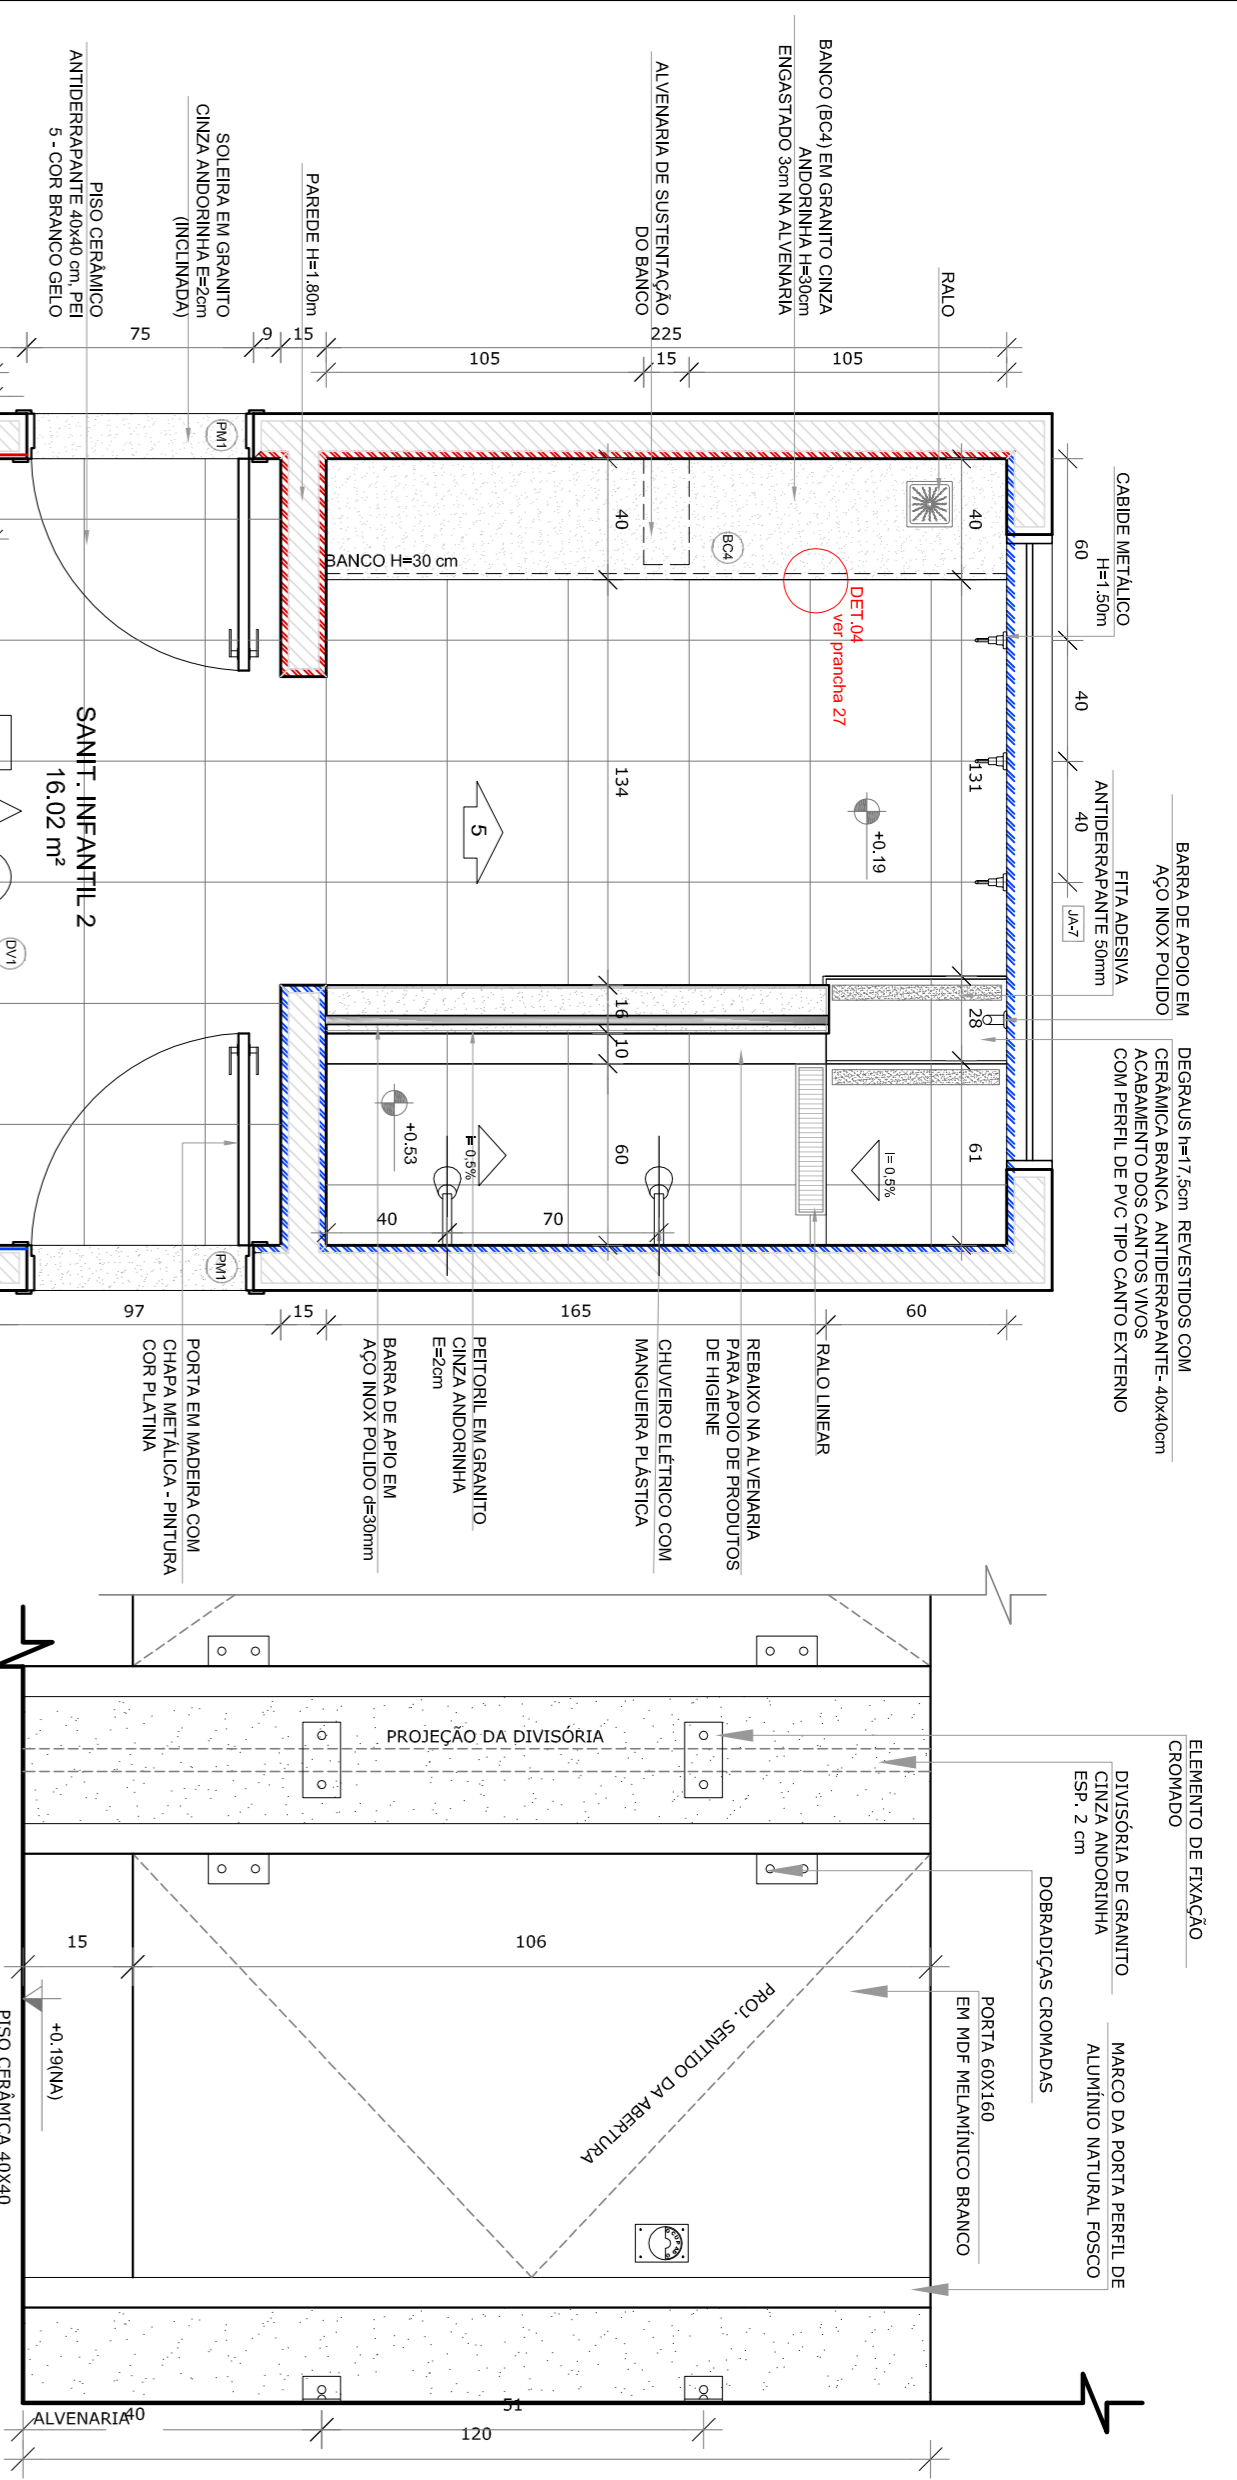 BANCO (BC4) EM GRANITO CINZA
ANDORINHA H=30cm
ENGASTADO 3cm NA ALVENARIA
ALVENARIA DE SUSTENTAÇÃO
DO BANCO
RALO
PAREDE H=1.80m
SOLEIRA EM GRANITO
CINZA ANDORINHA E=2cm
(INCLINADA)
PISO CERÂMICO
ANTIDERRAPANTE 40x40 cm, PEI
5 - COR BRANCO GELO
75
9
15
225
105
15
105
PM1
40
40
BC4
BANCO H=30 cm
DET.04
ver prancha 27
CABIDE METÁLICO
H=1.50m
60
40
40
JA-7
134
131
5
+0.19
SANIT. INFANTIL 2
16.02 m²
DV1
FITA ADESIVA
ANTIDERRAPANTE 50mm
BARRA DE APOIO EM
AÇO INOX POLIDO
DEGRAUS h=17,5cm REVESTIDOS COM
CERÂMICA BRANCA ANTIDERRAPANTE- 40x40cm
ACABAMENTO DOS CANTOS VIVOS
COM PERFIL DE PVC TIPO CANTO EXTERNO
16
10
28
+0.53
i= 0,5%
60
I= 0,5%
61
40
70
PM1
97
15
165
60
PORTA EM MADEIRA COM
CHAPA METÁLICA - PINTURA
COR PLATINA
BARRA DE APIO EM
AÇO INOX POLIDO d=30mm
PEITORIL EM GRANITO
CINZA ANDORINHA
E=2cm
CHUVEIRO ELÉTRICO COM
MANGUEIRA PLÁSTICA
REBAIXO NA ALVENARIA
PARA APOIO DE PRODUTOS
DE HIGIENE
RALO LINEAR
PROJEÇÃO DA DIVISÓRIA
ELEMENTO DE FIXAÇÃO
CROMADO
DIVISÓRIA DE GRANITO
CINZA ANDORINHA
ESP. 2 cm
DOBRADIÇAS CROMADAS
15
106
PROJ. SENTIDO DA ABERTURA
PORTA 60X160
EM MDF MELAMÍNICO BRANCO
MARCO DA PORTA PERFIL DE
ALUMÍNIO NATURAL FOSCO
+0.19(NA)
PISO CERÂMICA 40X40
ALVENARIA
40
51
120